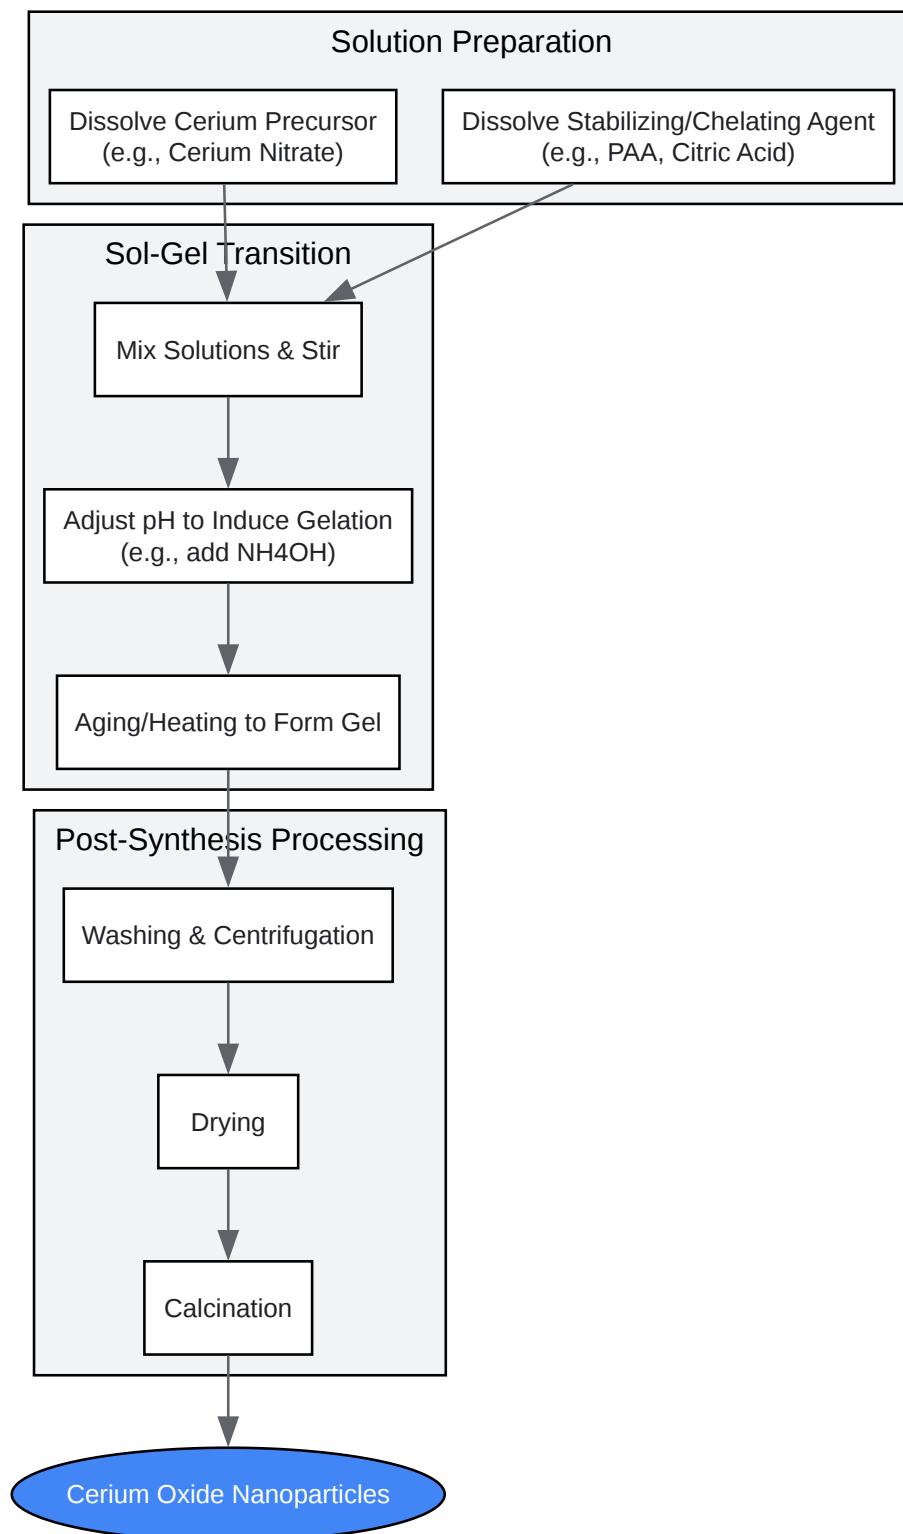 Solution Preparation
Dissolve Cerium Precursor
(e.g., Cerium Nitrate)
Dissolve Stabilizing/Chelating Agent
(e.g., PAA, Citric Acid)
Sol-Gel Transition
Mix Solutions & Stir
Adjust pH to Induce Gelation
(e.g., add NH4OH)
Aging/Heating to Form Gel
Post-Synthesis Processing
Washing & Centrifugation
Drying
Calcination
Cerium Oxide Nanoparticles